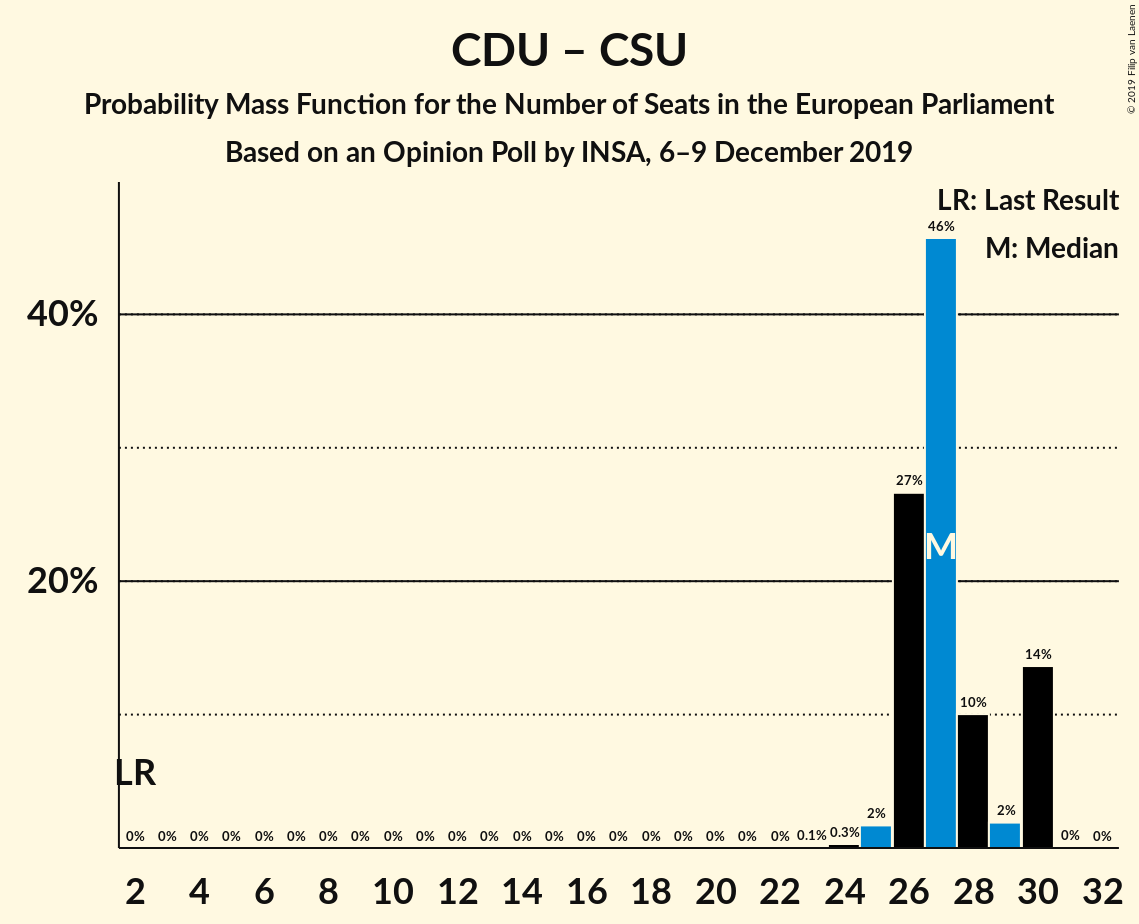 CDU – CSU
Probability Mass Function for the Number of Seats in the European Parliament
Based on an Opinion Poll by INSA, 6–9 December 2019
© 2019 Filip van Laenen
LR: Last Result
M: Median
46%
40%
27%
M
20%
14%
10%
LR
0% 0% 0% 0% 0% 0% 0% 0% 0% 0% 0% 0% 0% 0% 0% 0% 0% 0% 0% 0% 0% 0.1% 0.3% 2% 2% 0% 0%
2 4 6 8 10 12 14 16 18 20 22 24 26 28 30 32